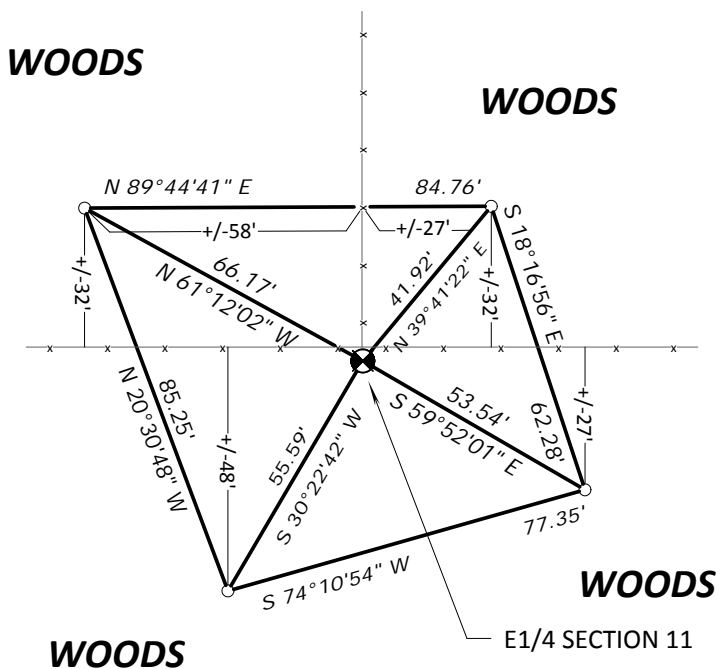 WOODS
WOODS
N 89°44'41" E
84.76'
+/-58'
+/-27'
S 18°16'56" E
62.28'
+/-32'
66.17'
N 61°12'02" W
41.92'
N 39°41'22" E
+/-32'
85.25'
N 20°30'48" W
+/-48'
55.59'
S 30°22'42" W
53.54'
S 59°52'01" E
+/-27'
77.35'
S 74°10'54" W
WOODS
WOODS
E1/4 SECTION 11
x x x x x x x x x x x x x x x x x